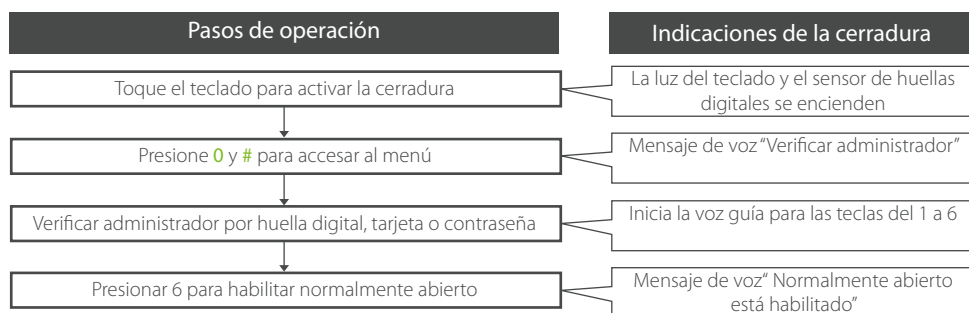 Pasos de operación
Indicaciones de la cerradura
Toque el teclado para activar la cerradura
La luz del teclado y el sensor de huellas
digitales se encienden
Presione 0 y # para accesar al menú
Mensaje de voz “Verificar administrador”
Verificar administrador por huella digital, tarjeta o contraseña
Inicia la voz guía para las teclas del 1 a 6
Presionar 6 para habilitar normalmente abierto
Mensaje de voz“ Normalmente abierto
está habilitado”